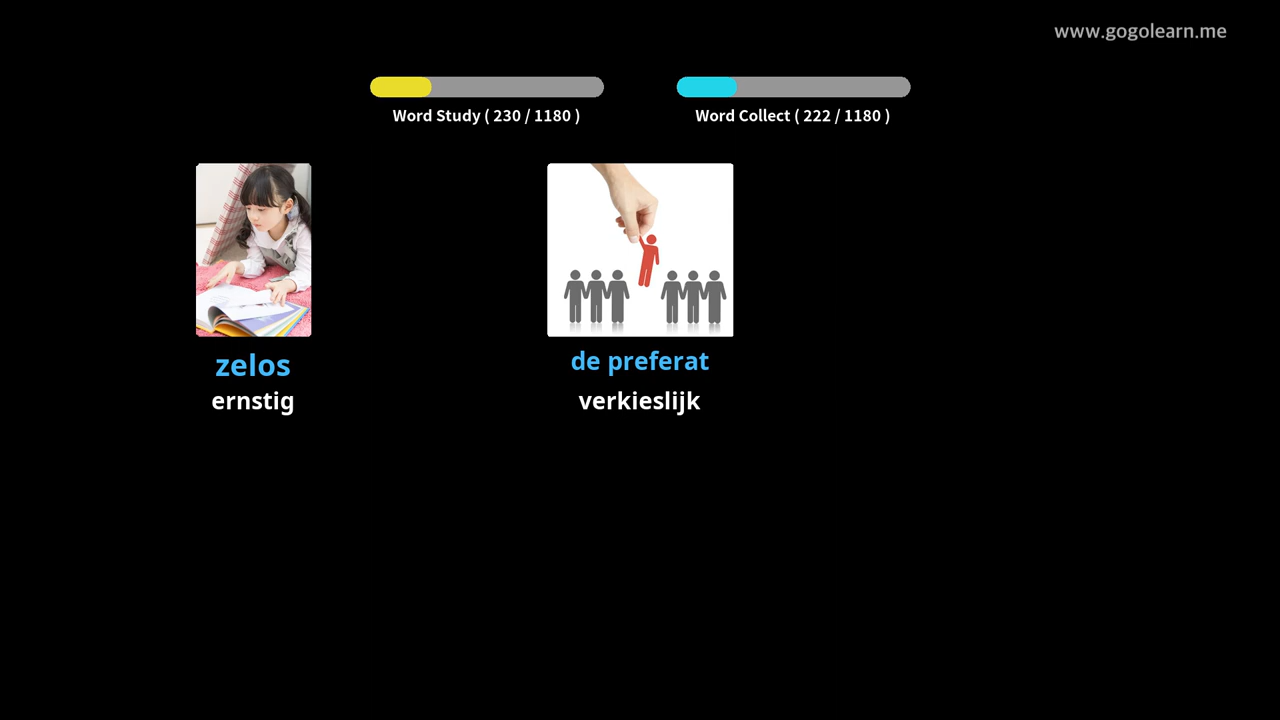 www.gogolearn.me
Word Study ( 230 / 1180 )
Word Collect ( 222 / 1180 )
zelos
ernstig
de preferat
verkieslijk